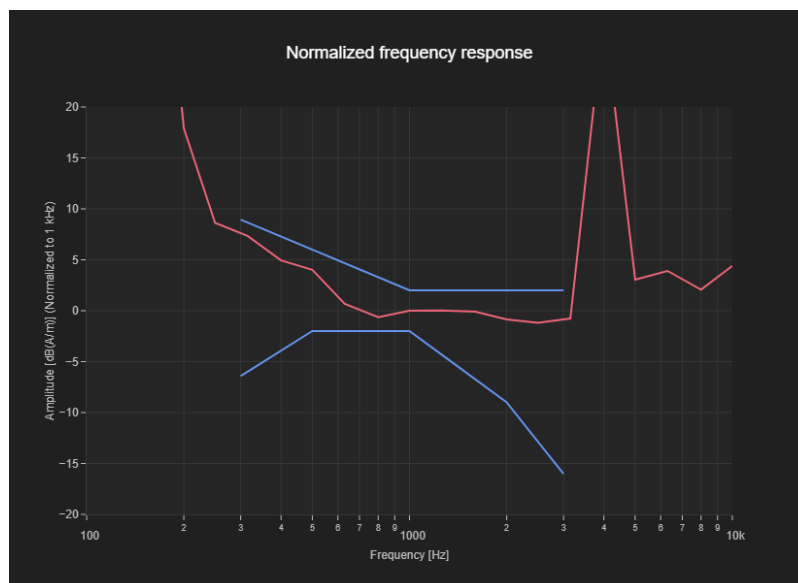 Normalized frequency response
Amplitude [dB(A/m)] (Normalized to 1 kHz)
20
15
10
5
0
−5
−10
−15
−20
100 2 3 4 5 6 7 8 9 1000 2 3 4 5 6 7 8 9 10k
Frequency [Hz]